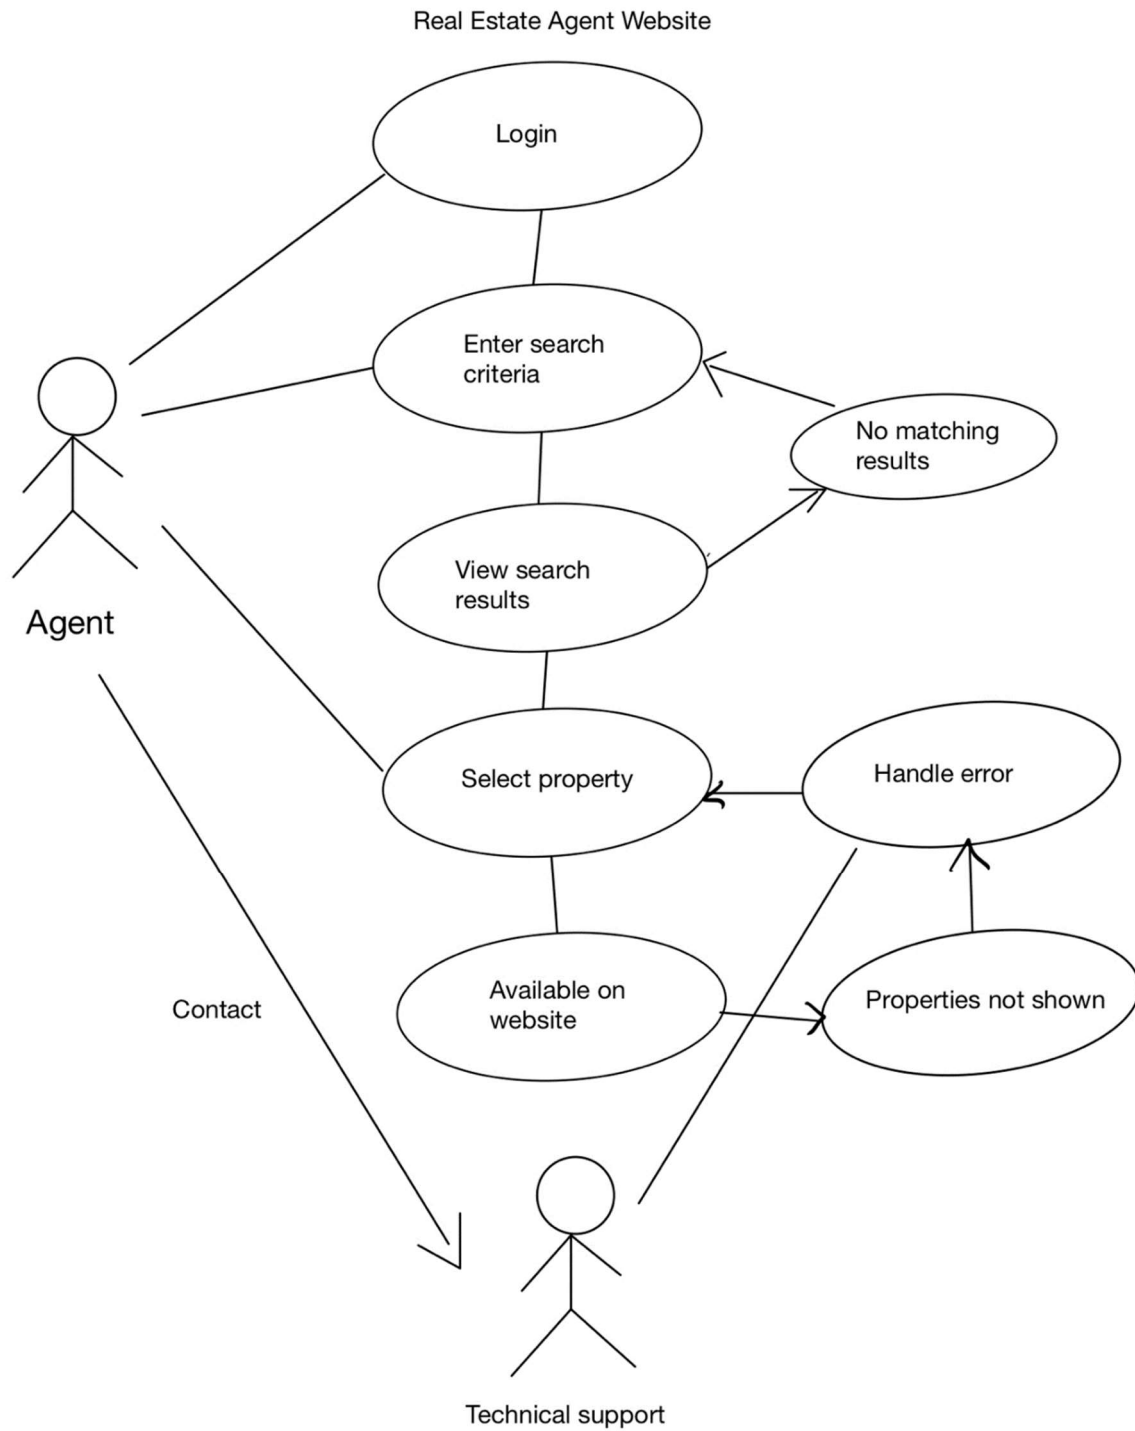 Real Estate Agent Website
Login
Enter search
criteria
No matching
results
View search
results
Agent
Select property
Handle error
Available on
website
Properties not shown
Contact
Technical support